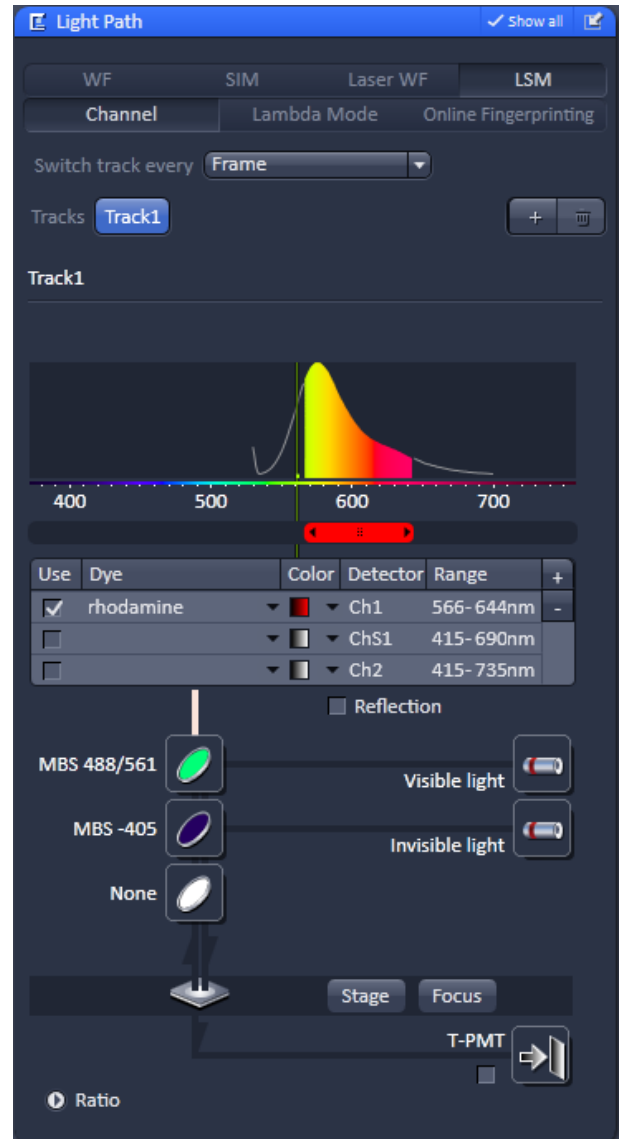 Light Path Show all
WF SIM Laser WF LSM
Channel Lambda Mode Online Fingerprinting
Switch track every Frame
Tracks Track1 +
Track1
400 500 600 700
Use Dye Color Detector Range +
rhodamine Ch1 566-644nm -
ChS1 415-690nm
Ch2 415-735nm
Reflection
MBS 488/561
Visible light
MBS -405
Invisible light
None
Stage Focus
T-PMT
Ratio